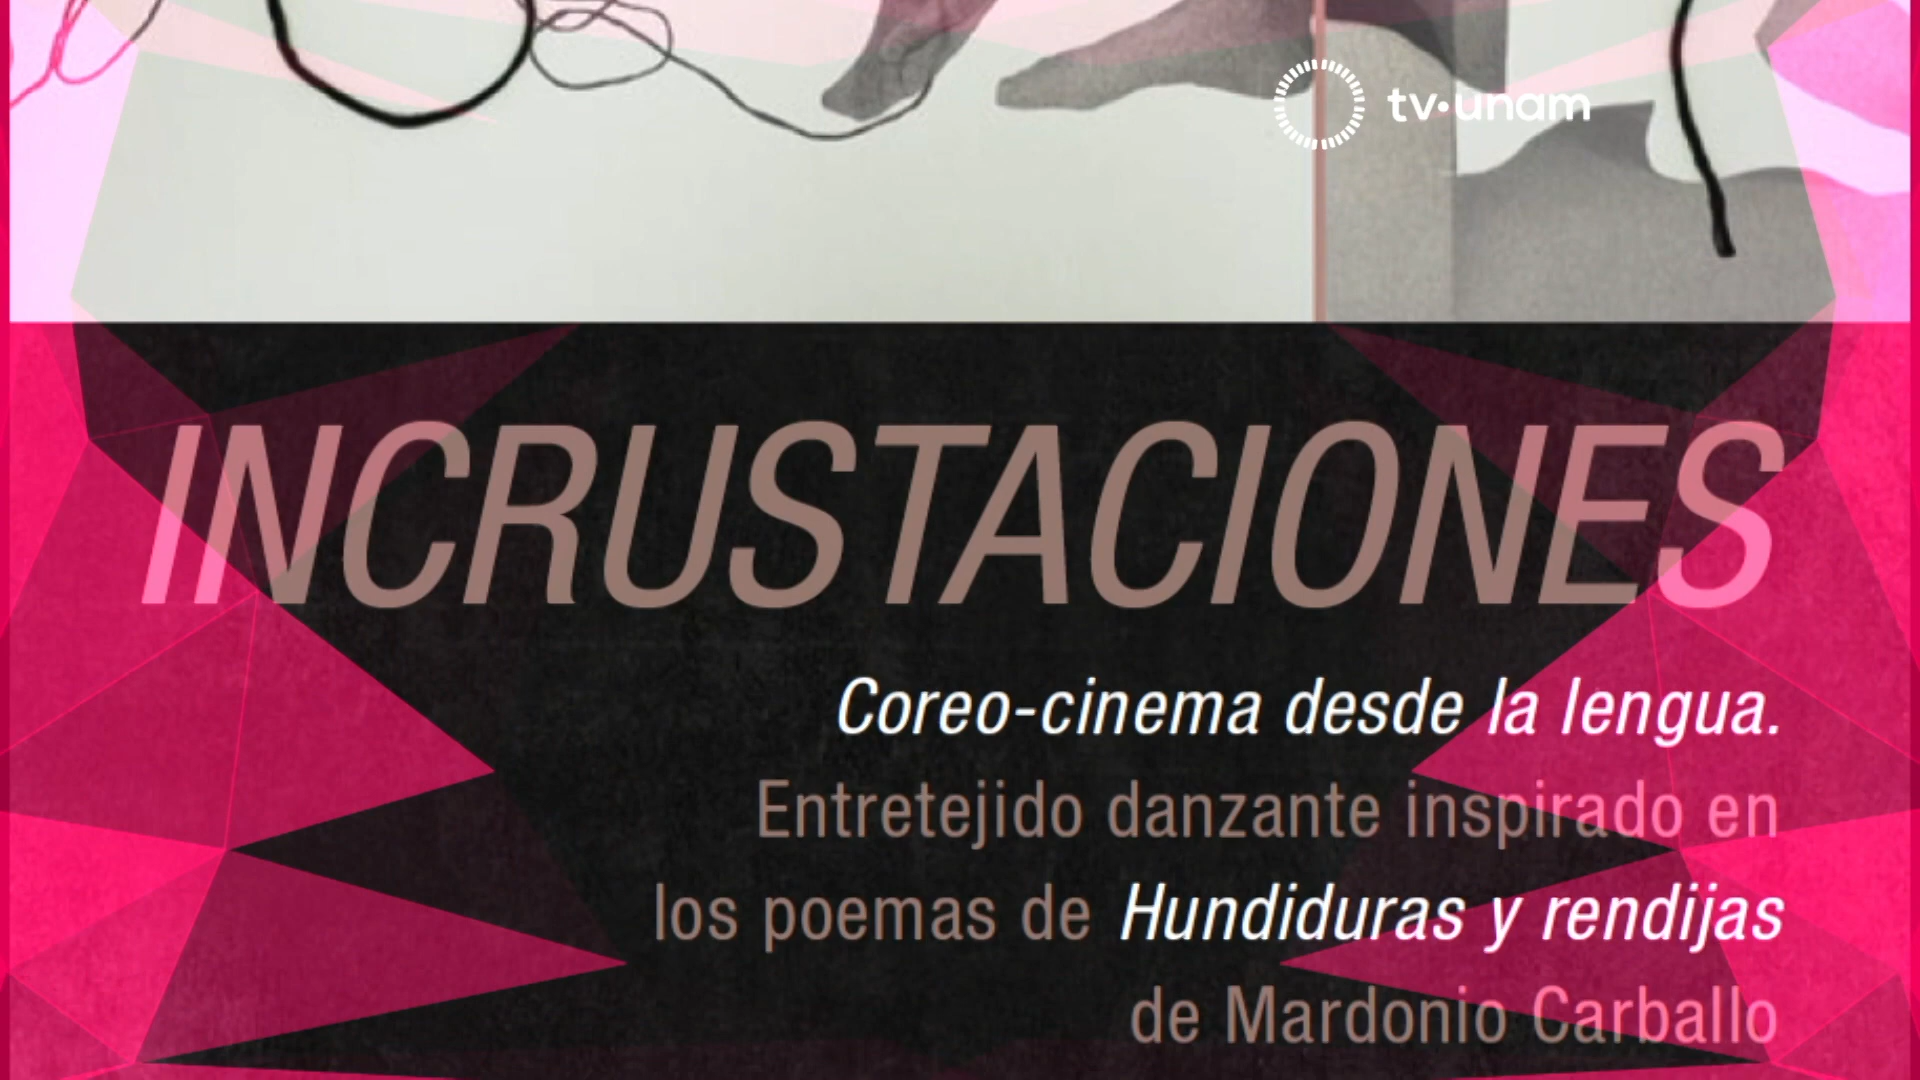 tv·unam
INCRUSTACIONES
Coreo-cinema desde la lengua.
Entretejido danzante inspirado en
los poemas de Hundiduras y rendijas
de Mardonio Carballo